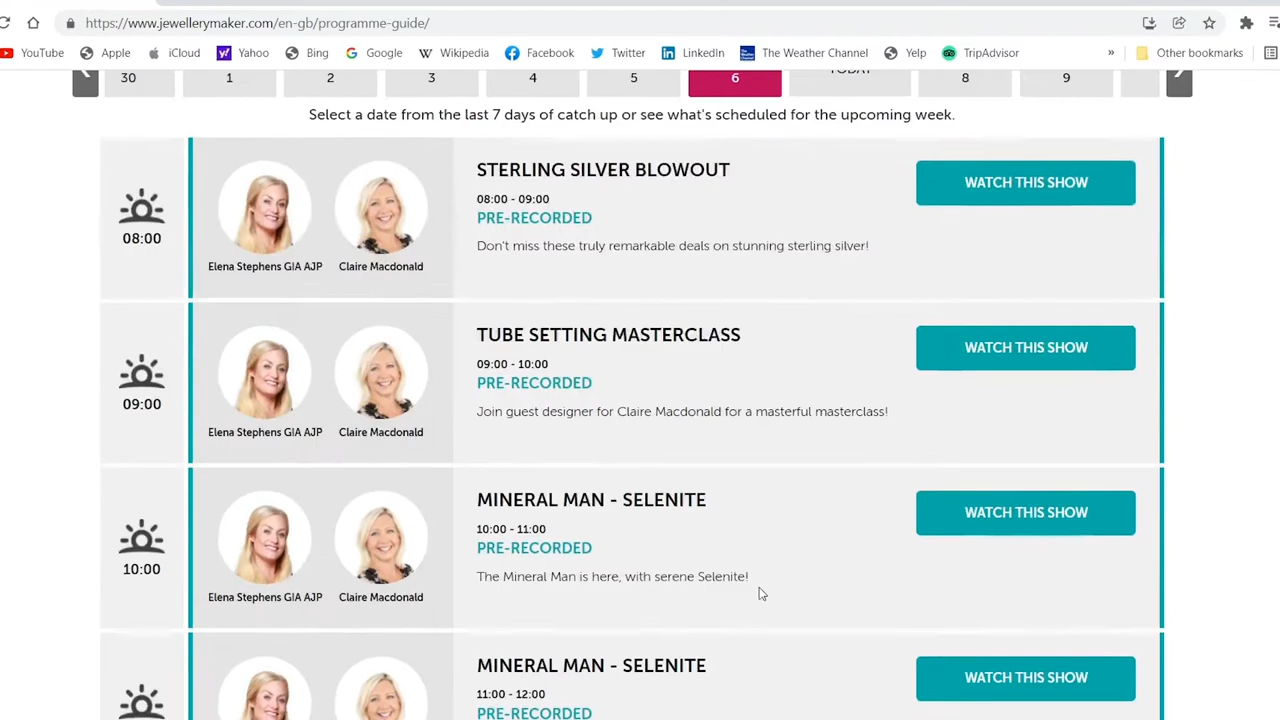 https://www.jewellerymaker.com/en-gb/programme-guide/
YouTube Apple iCloud Yahoo Bing Google Wikipedia Facebook Twitter LinkedIn The Weather Channel Yelp TripAdvisor » Other bookmarks
30 1 2 3 4 5 6 TODAY 8 9
Select a date from the last 7 days of catch up or see what's scheduled for the upcoming week.
08:00
Elena Stephens GIA AJP
Claire Macdonald
STERLING SILVER BLOWOUT
08:00 - 09:00
PRE-RECORDED
Don't miss these truly remarkable deals on stunning sterling silver!
WATCH THIS SHOW
09:00
Elena Stephens GIA AJP
Claire Macdonald
TUBE SETTING MASTERCLASS
09:00 - 10:00
PRE-RECORDED
Join guest designer for Claire Macdonald for a masterful masterclass!
WATCH THIS SHOW
10:00
Elena Stephens GIA AJP
Claire Macdonald
MINERAL MAN - SELENITE
10:00 - 11:00
PRE-RECORDED
The Mineral Man is here, with serene Selenite!
WATCH THIS SHOW
MINERAL MAN - SELENITE
11:00 - 12:00
PRE-RECORDED
WATCH THIS SHOW